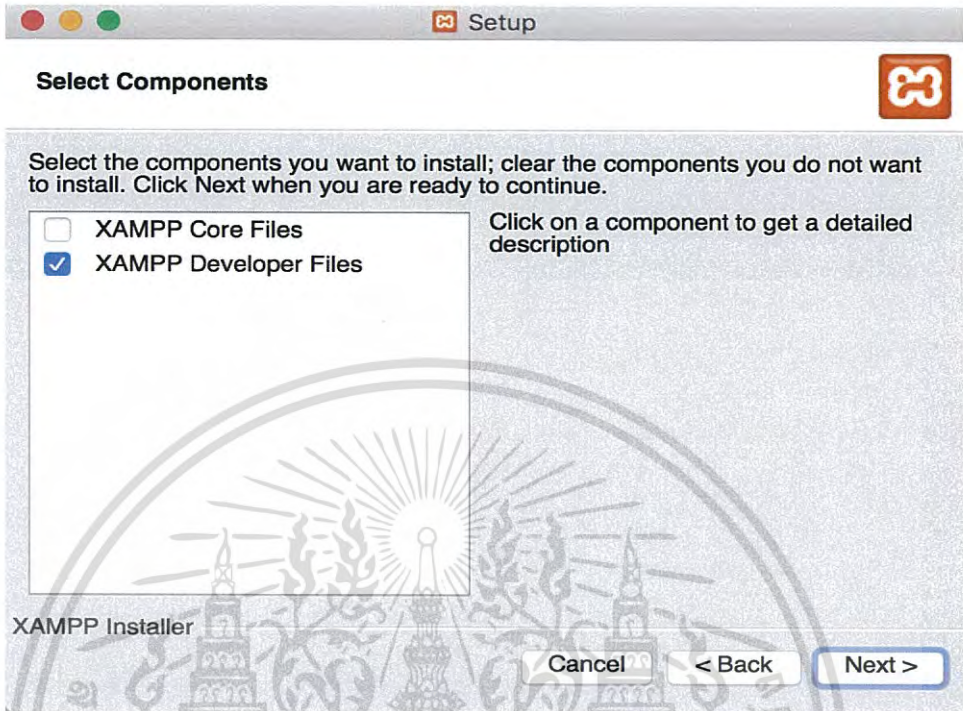 Setup
Select Components
Select the components you want to install; clear the components you do not want
to install. Click Next when you are ready to continue.
XAMPP Core Files
XAMPP Developer Files
Click on a component to get a detailed
description
XAMPP Installer
Cancel
< Back
Next >